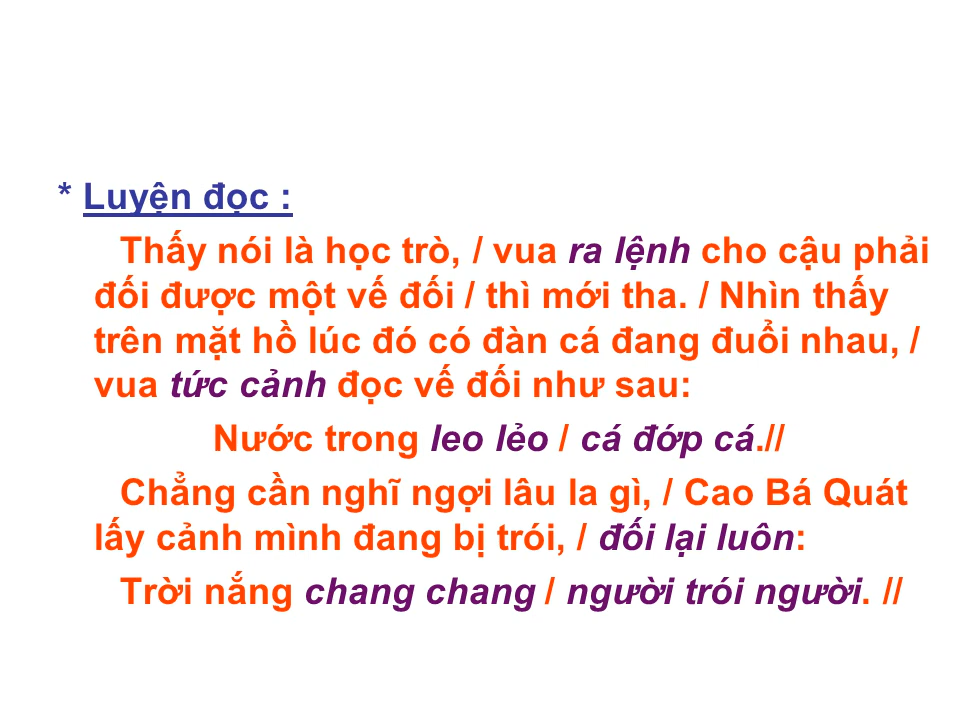 * Luyện đọc :
Thấy nói là học trò, / vua ra lệnh cho cậu phải
đối được một vế đối / thì mới tha. / Nhìn thấy
trên mặt hồ lúc đó có đàn cá đang đuổi nhau, /
vua tức cảnh đọc vế đối như sau:
Nước trong leo lẻo / cá đớp cá.//
Chẳng cần nghĩ ngợi lâu la gì, / Cao Bá Quát
lấy cảnh mình đang bị trói, / đối lại luôn:
Trời nắng chang chang / người trói người. //